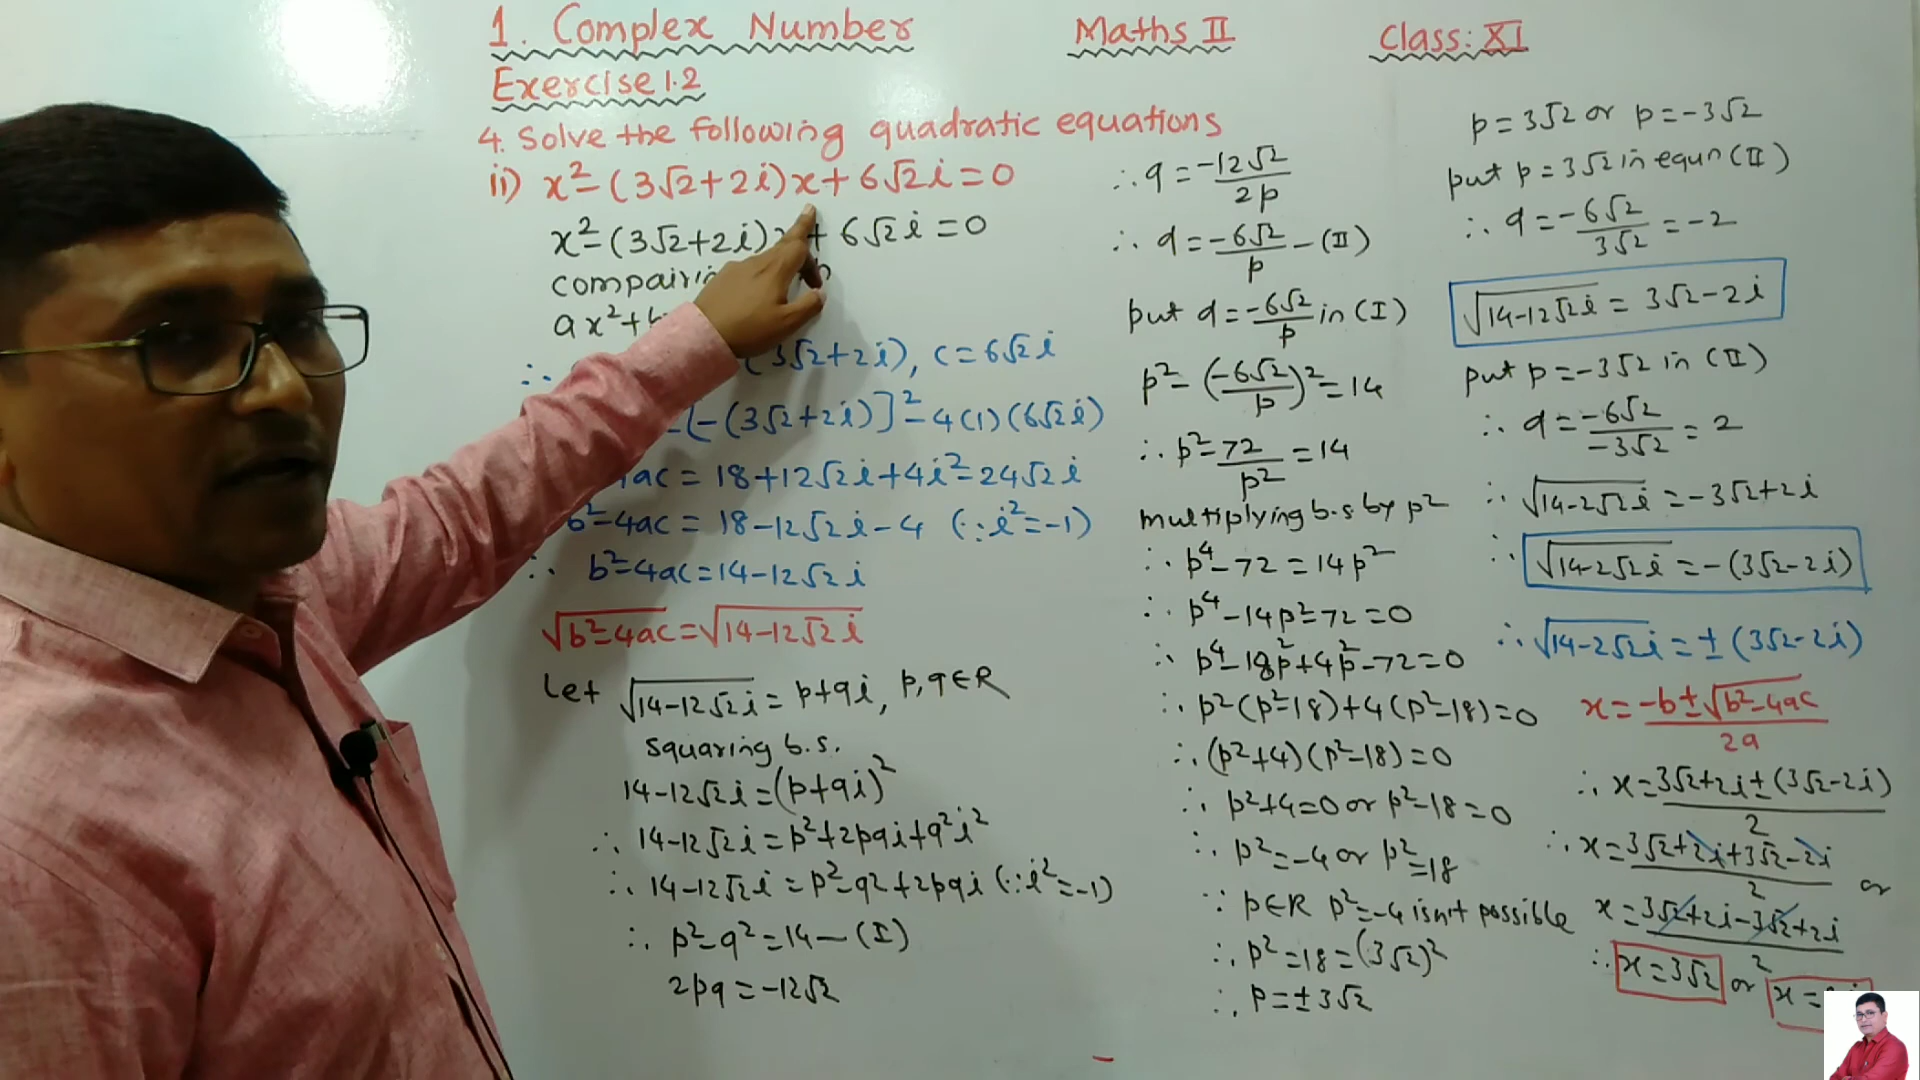 1. Complex Number Maths II Class: XI
Exercise 1.2
4. Solve the following quadratic equations
ii) x²-(3√2+2i)x+6√2i=0
x²-(3√2+2i)x+6√2i=0
compairing
ax²+
∴ (3√2+2i), c=6√2i
[-(3√2+2i)]²-4(1)(6√2i)
4ac = 18+12√2i+4i²-24√2i
b²-4ac = 18-12√2i-4 (∵i²=-1)
∴ b²-4ac=14-12√2i
√b²-4ac=√14-12√2i
Let √14-12√2i = p+qi, p,q∈R
squaring b.s.
14-12√2i=(p+qi)²
∴ 14-12√2i=p²+2pqi+q²i²
∴ 14-12√2i=p²-q²+2pqi (∵i²=-1)
∴ p²-q²=14—(I)
2pq=-12√2
∴ q=-12√2/2p
∴ q=-6√2/p -(II)
put q=-6√2/p in (I)
p²-(-6√2/p)²=14
∴ p²-72/p²=14
multiplying b.s by p²
∴ p⁴-72=14p²
∴ p⁴-14p²-72=0
∴ p⁴-18p²+4p²-72=0
∴ p²(p²-18)+4(p²-18)=0
∴ (p²+4)(p²-18)=0
∴ p²+4=0 or p²-18=0
∴ p²=-4 or p²=18
∵ p∈R p²=-4 isn't possible
∴ p²=18=(3√2)²
∴ p=±3√2
p=3√2 or p=-3√2
put p=3√2 in equn (II)
∴ q=-6√2/3√2=-2
√14-12√2i = 3√2-2i
put p=-3√2 in (II)
∴ q=-6√2/-3√2=2
∴ √14-2√2i=-3√2+2i
∴ √14-2√2i=-(3√2-2i)
∴ √14-2√2i=±(3√2-2i)
x=-b±√b²-4ac/2a
∴ x=3√2+2i±(3√2-2i)/2
∴ x=3√2+2i+3√2-2i/2 or
x=3√2+2i-3√2+2i/2
∴ x=3√2 or x=